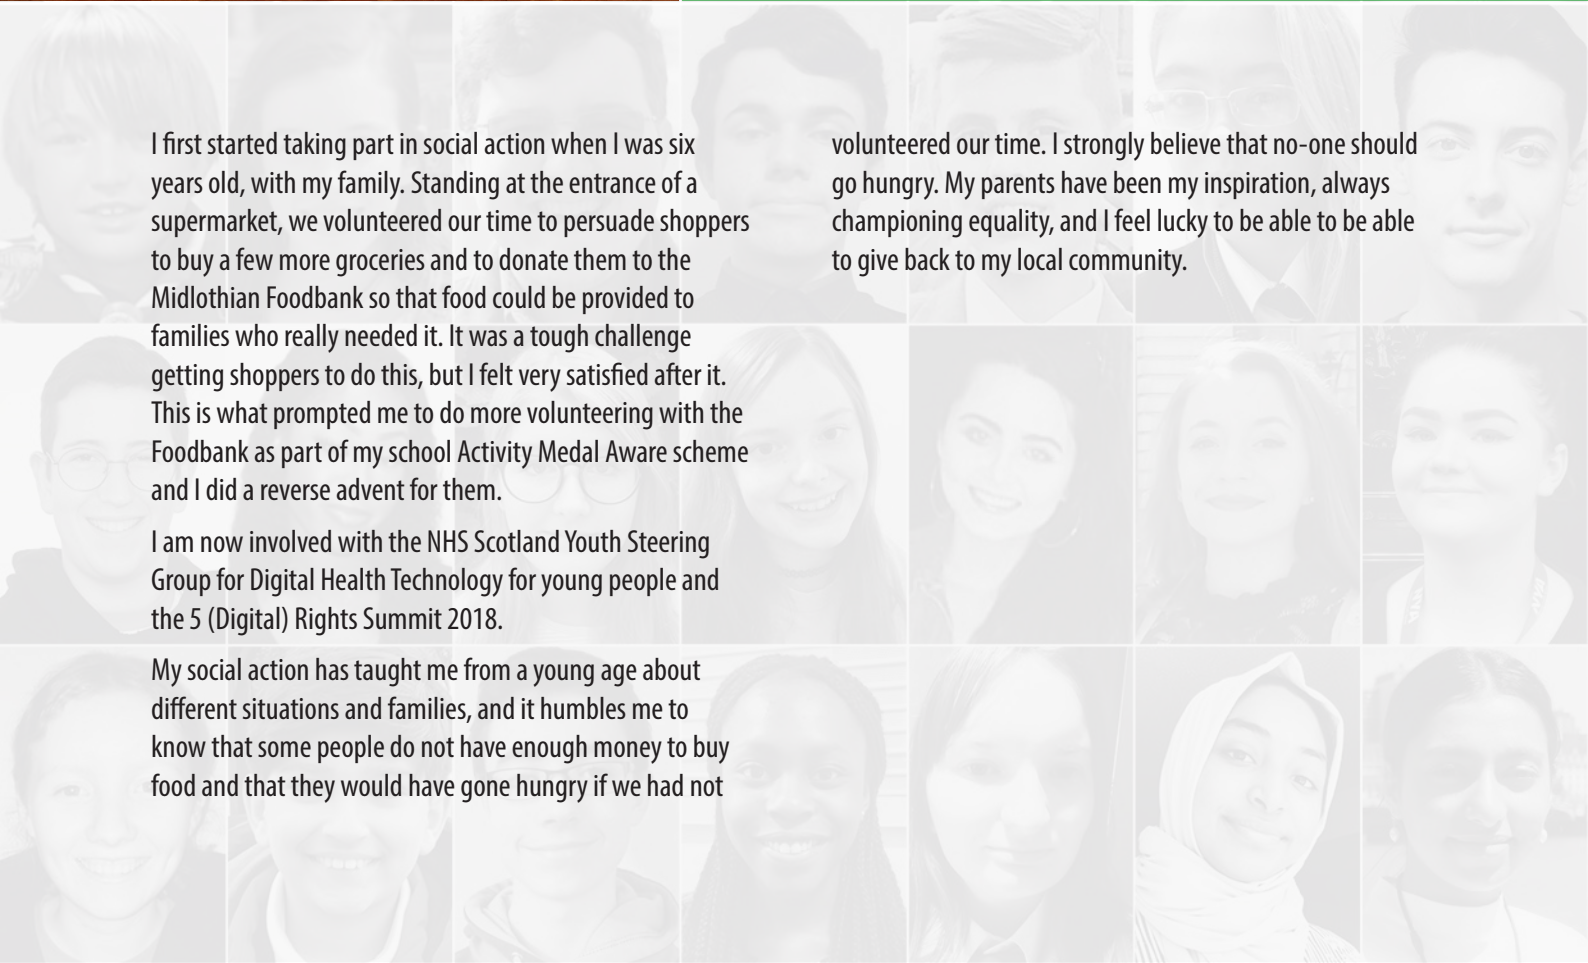 I first started taking part in social action when I was six
years old, with my family. Standing at the entrance of a
supermarket, we volunteered our time to persuade shoppers
to buy a few more groceries and to donate them to the
Midlothian Foodbank so that food could be provided to
families who really needed it. It was a tough challenge
getting shoppers to do this, but I felt very satisfied after it.
This is what prompted me to do more volunteering with the
Foodbank as part of my school Activity Medal Aware scheme
and I did a reverse advent for them.
I am now involved with the NHS Scotland Youth Steering
Group for Digital Health Technology for young people and
the 5 (Digital) Rights Summit 2018.
My social action has taught me from a young age about
different situations and families, and it humbles me to
know that some people do not have enough money to buy
food and that they would have gone hungry if we had not
volunteered our time. I strongly believe that no-one should
go hungry. My parents have been my inspiration, always
championing equality, and I feel lucky to be able to be able
to give back to my local community.